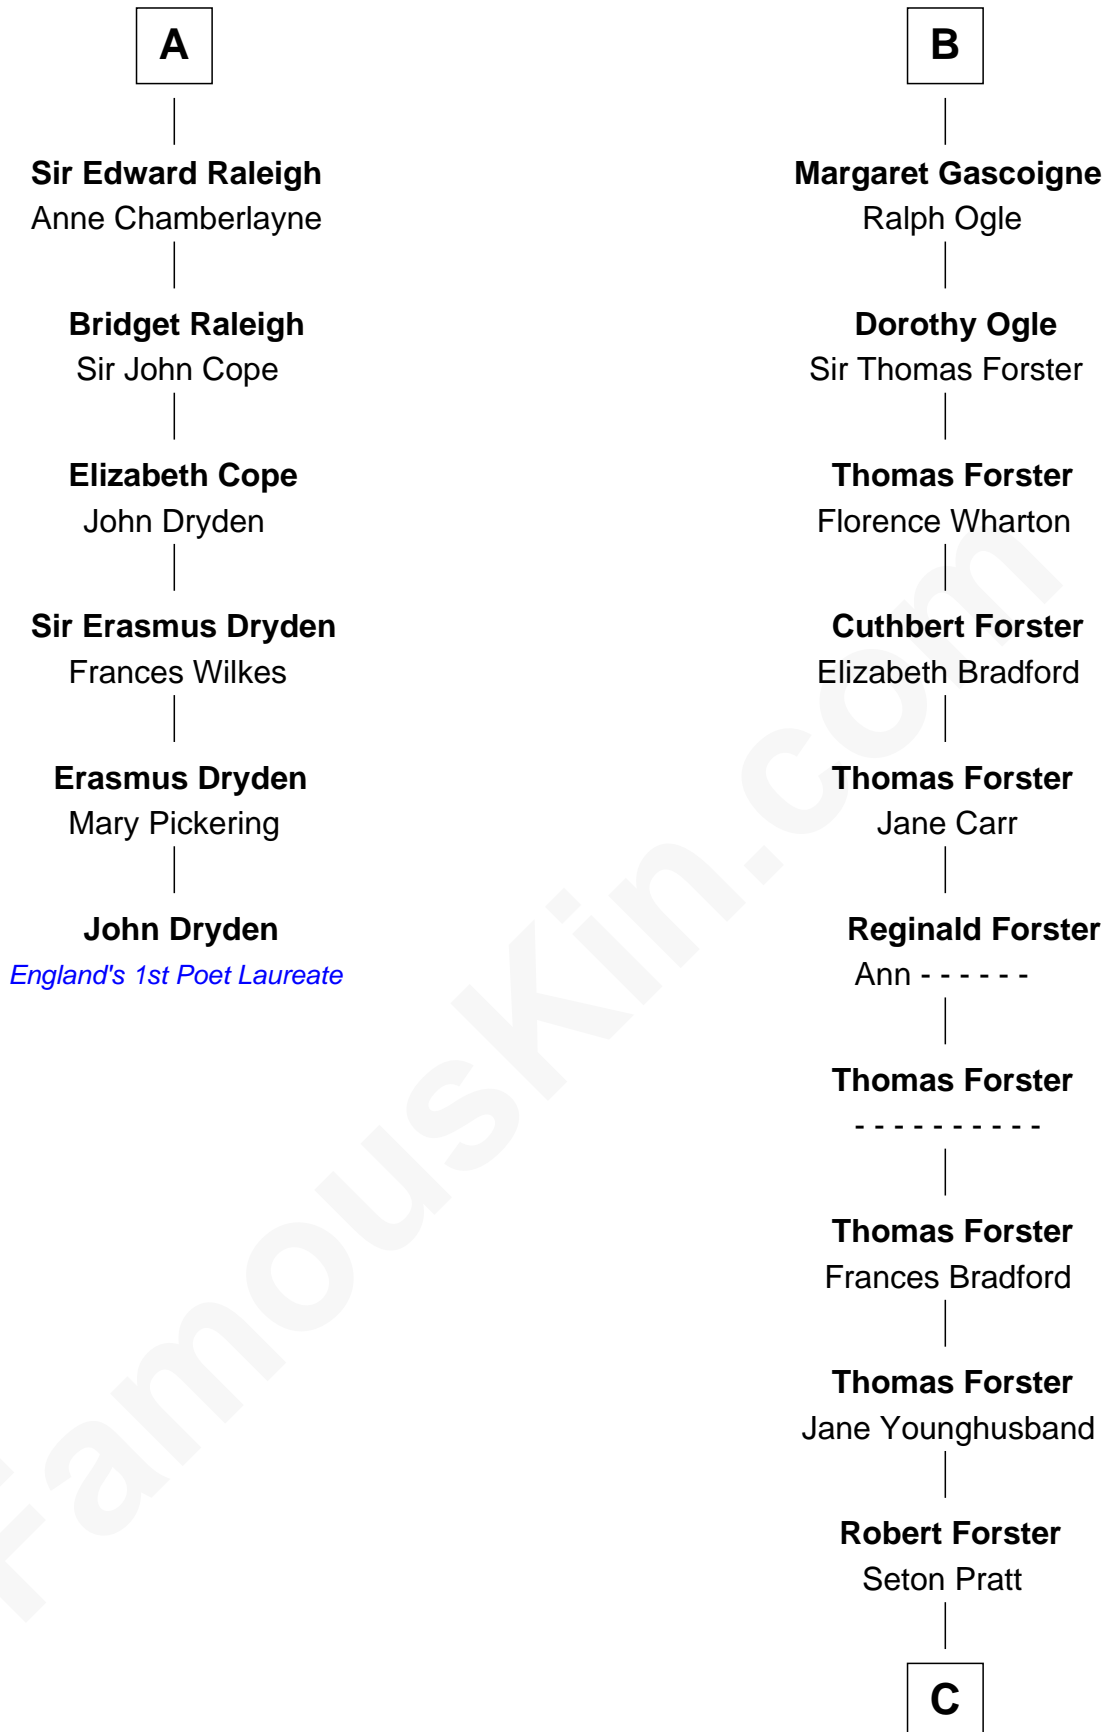 A
Sir Edward Raleigh
Anne Chamberlayne
Bridget Raleigh
Sir John Cope
Elizabeth Cope
John Dryden
Sir Erasmus Dryden
Frances Wilkes
Erasmus Dryden
Mary Pickering
John Dryden
England's 1st Poet Laureate
B
Margaret Gascoigne
Ralph Ogle
Dorothy Ogle
Sir Thomas Forster
Thomas Forster
Florence Wharton
Cuthbert Forster
Elizabeth Bradford
Thomas Forster
Jane Carr
Reginald Forster
Ann - - - - - -
Thomas Forster
- - - - - - - - - -
Thomas Forster
Frances Bradford
Thomas Forster
Jane Younghusband
Robert Forster
Seton Pratt
C
FamousKin.com